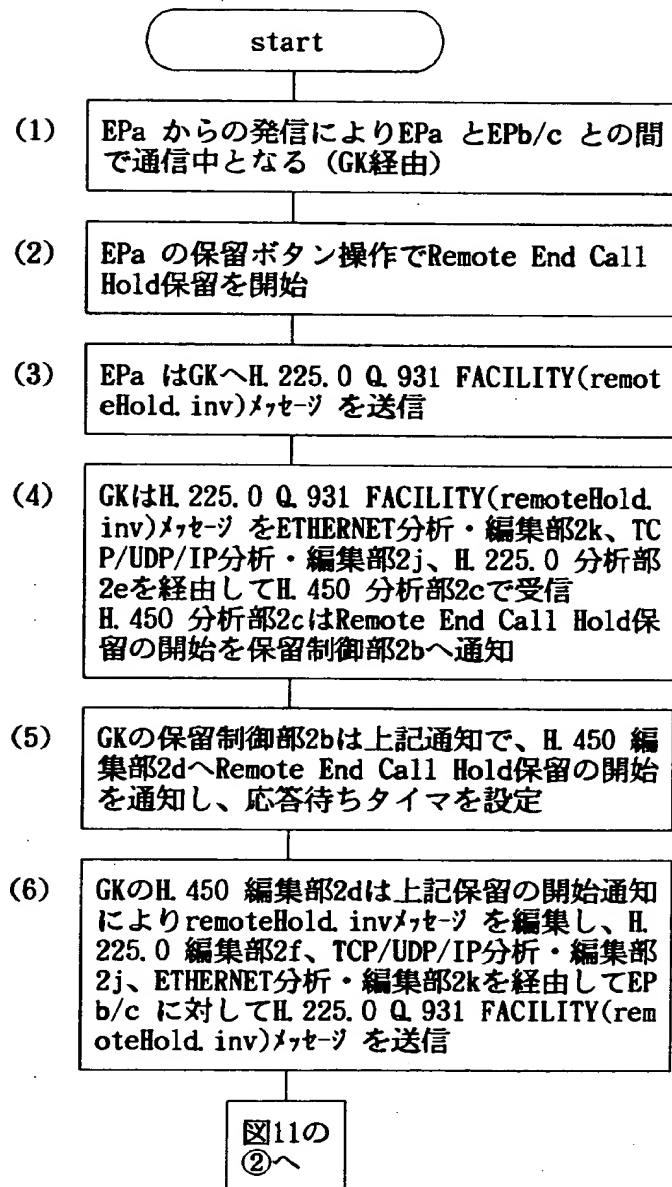 start
(1) EPa からの発信によりEPa とEPb/c との間
で通信中となる (GK経由)
(2) EPa の保留ボタン操作でRemote End Call
Hold保留を開始
(3) EPa はGKへH.225.0 Q.931 FACILITY(remot
eHold.inv)ﾒｯｾｰｼﾞ を送信
(4) GKはH.225.0 Q.931 FACILITY(remoteHold.
inv)ﾒｯｾｰｼﾞ をETHERNET分析・編集部2k、TC
P/UDP/IP分析・編集部2j、H.225.0 分析部
2eを経由してH.450 分析部2cで受信
H.450 分析部2cはRemote End Call Hold保
留の開始を保留制御部2bへ通知
(5) GKの保留制御部2bは上記通知で、H.450 編
集部2dへRemote End Call Hold保留の開始
を通知し、応答待ちタイマを設定
(6) GKのH.450 編集部2dは上記保留の開始通知
によりremoteHold.invﾒｯｾｰｼﾞ を編集し、H.
225.0 編集部2f、TCP/UDP/IP分析・編集部
2j、ETHERNET分析・編集部2kを経由してEP
b/c に対してH.225.0 Q.931 FACILITY(rem
oteHold.inv)ﾒｯｾｰｼﾞ を送信
図11の
②へ